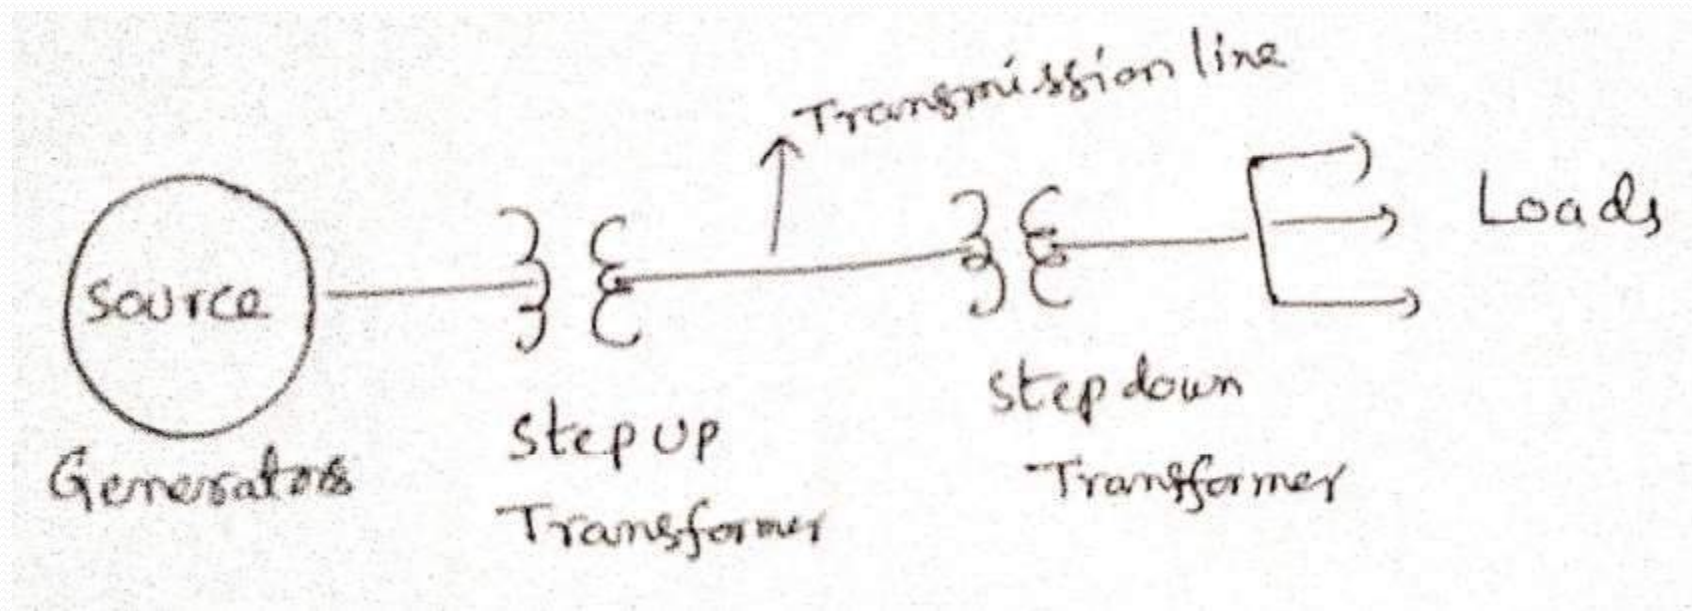 Transmission line
Loads
Source
Generators
Step up
Transformer
Step down
Transformer